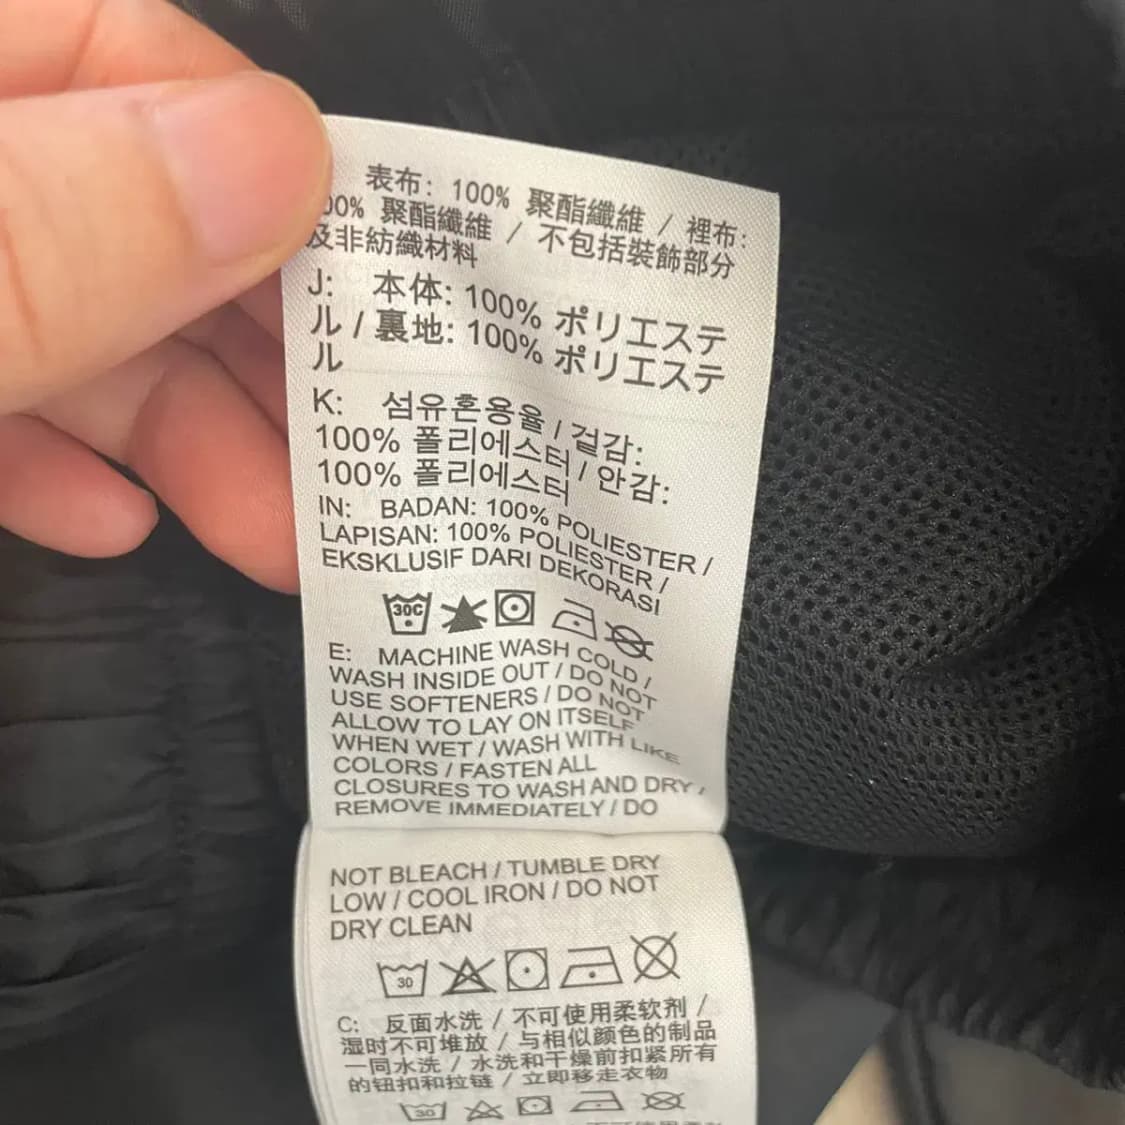 表布: 100% 聚酯纖維 / 裡布:
00% 聚酯纖維 / 不包括裝飾部分
及非紡織材料
J: 本体: 100% ポリエステ
ル / 裏地: 100% ポリエステ
ル
K: 섬유혼용율 / 겉감:
100% 폴리에스터 / 안감:
100% 폴리에스터
IN: BADAN: 100% POLIESTER /
LAPISAN: 100% POLIESTER /
EKSKLUSIF DARI DEKORASI
30C
E: MACHINE WASH COLD /
WASH INSIDE OUT / DO NOT
USE SOFTENERS / DO NOT
ALLOW TO LAY ON ITSELF
WHEN WET / WASH WITH LIKE
COLORS / FASTEN ALL
CLOSURES TO WASH AND DRY /
REMOVE IMMEDIATELY / DO
NOT BLEACH / TUMBLE DRY
LOW / COOL IRON / DO NOT
DRY CLEAN
30
C: 反面水洗 / 不可使用柔软剂 /
湿时不可堆放 / 与相似颜色的制品
一同水洗 / 水洗和干燥前扣紧所有
的钮扣和拉链 / 立即移走衣物
30